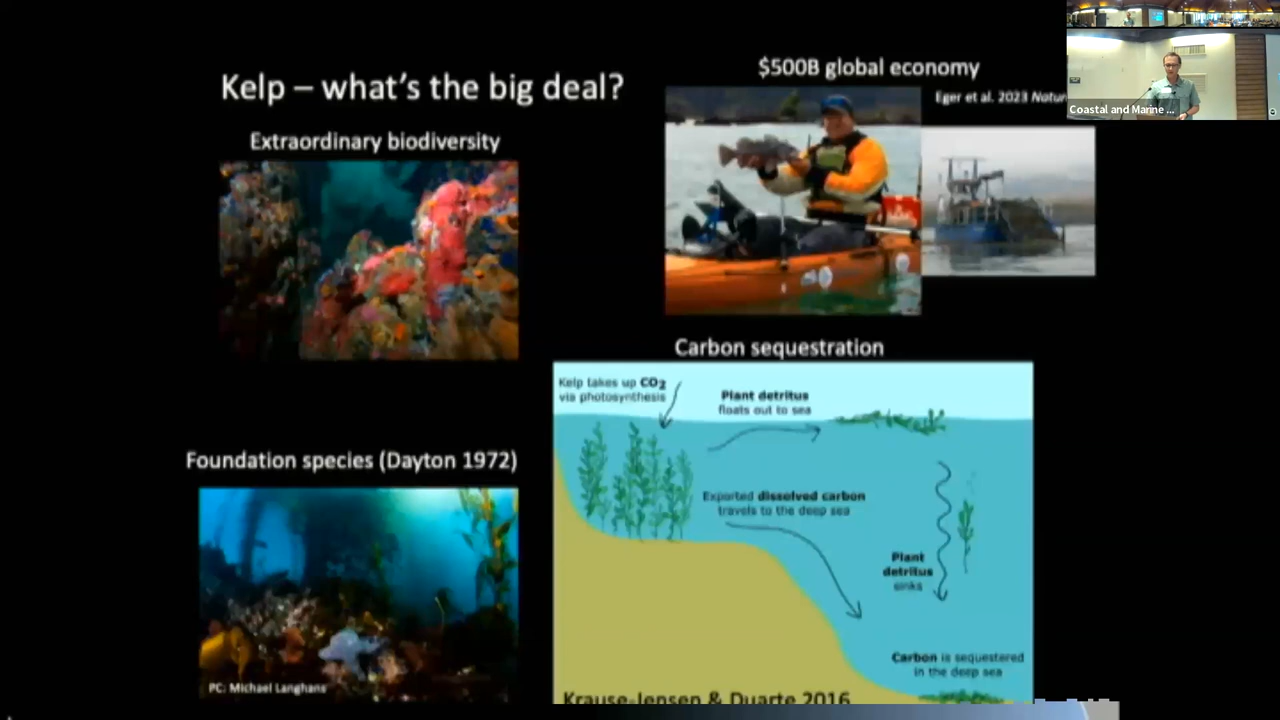 Kelp – what's the big deal?
Extraordinary biodiversity
$500B global economy
Eger et al. 2023
Coastal and Marine ...
Carbon sequestration
Kelp takes up CO2
via photosynthesis
Plant detritus
floats out to sea
Exported dissolved carbon
travels to the deep sea
Plant
detritus
sinks
Carbon is sequestered
in the deep sea
Krause-Jensen & Duarte 2016
Foundation species (Dayton 1972)
PC: Michael Langhans